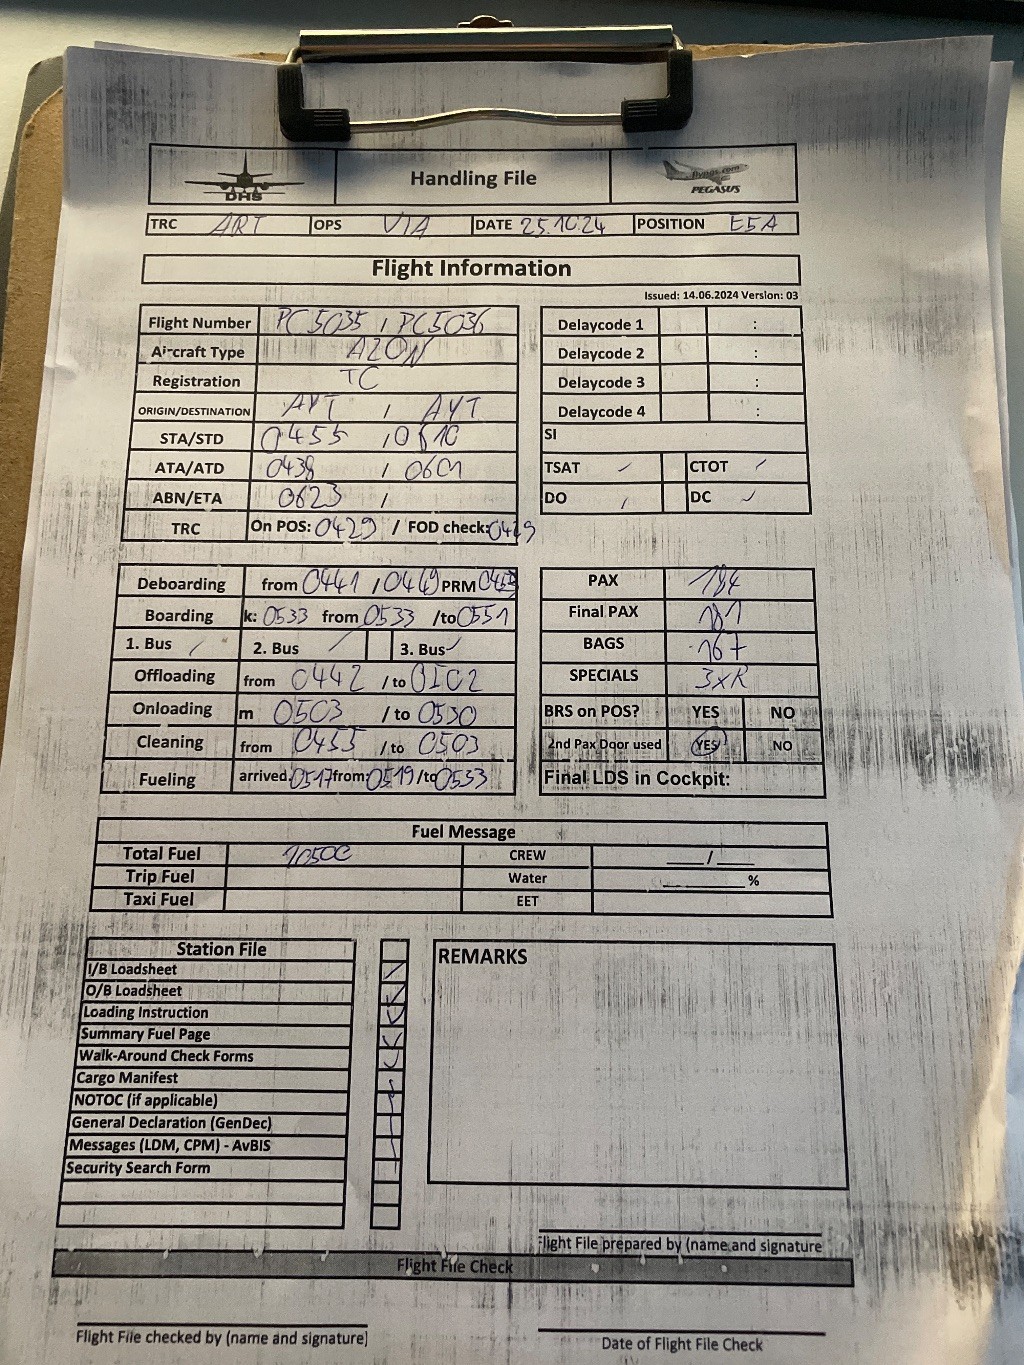 DHS Handling File flypgs.com PEGASUS
TRC ART OPS VIA DATE 25.10.24 POSITION E5A
Flight Information
Issued: 14.06.2024 Version: 03
Flight Number PC5035 / PC5036
Aircraft Type A20N
Registration TC
ORIGIN/DESTINATION AYT / AYT
STA/STD 0455 /
ATA/ATD 0438 / 0601
ABN/ETA 0623 /
TRC On POS: 0429 / FOD check: 0429
Delaycode 1 :
Delaycode 2 :
Delaycode 3 :
Delaycode 4 :
SI
TSAT CTOT
DO DC
Deboarding from 0441 / 0449 PRM
Boarding k: 0533 from 0533 /to 0551
1. Bus 2. Bus 3. Bus
Offloading from 0442 / to 0502
Onloading m 0503 / to 0530
Cleaning from 0455 / to 0503
Fueling arrived 0517 from: 0519 /to 0533
PAX 184
Final PAX 181
BAGS 167
SPECIALS 3xR
BRS on POS? YES NO
2nd Pax Door used YES NO
Final LDS in Cockpit:
Fuel Message
Total Fuel 10500 CREW ____/____
Trip Fuel Water ________%
Taxi Fuel EET
Station File
I/B Loadsheet
O/B Loadsheet
Loading Instruction
Summary Fuel Page
Walk-Around Check Forms
Cargo Manifest
NOTOC (if applicable)
General Declaration (GenDec)
Messages (LDM, CPM) - AvBIS
Security Search Form
REMARKS
Flight File prepared by (name and signature
Flight File Check
Flight File checked by (name and signature)
Date of Flight File Check